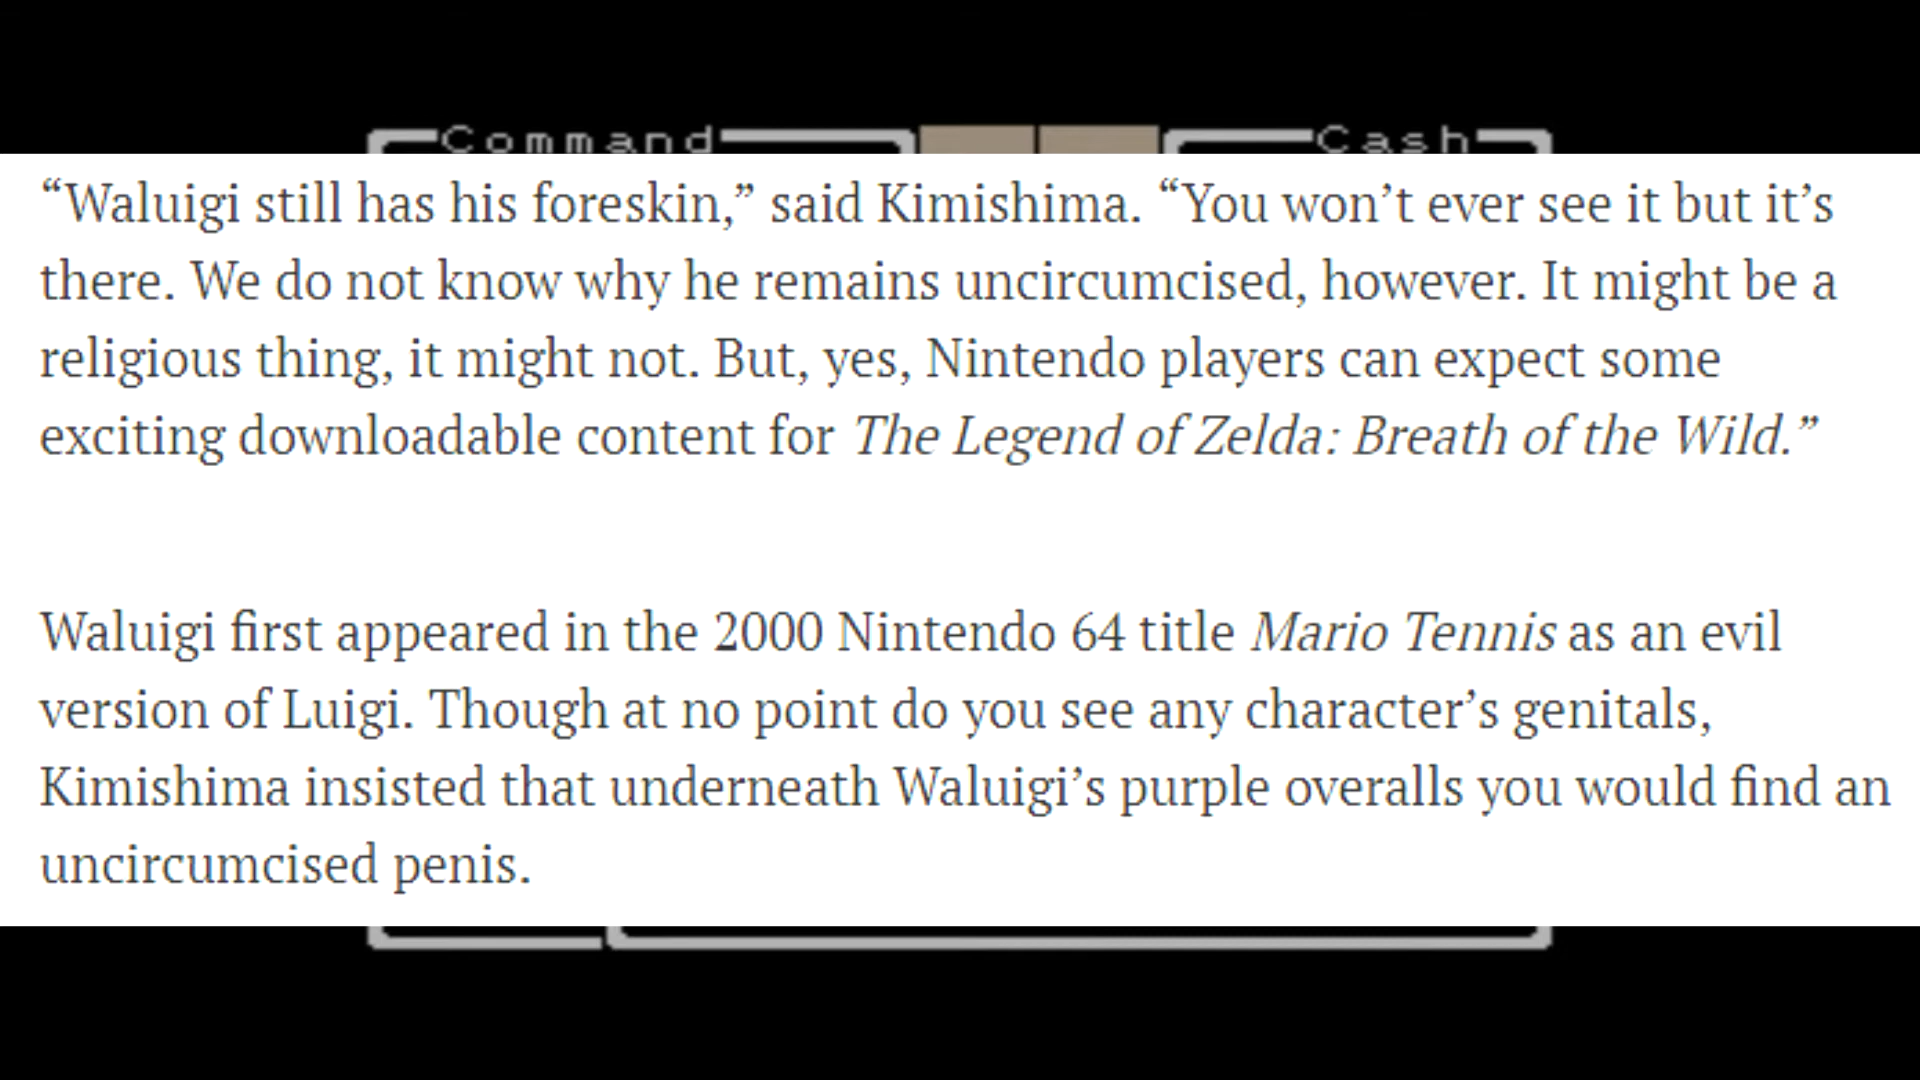 Command Cash
“Waluigi still has his foreskin,” said Kimishima. “You won’t ever see it but it’s
there. We do not know why he remains uncircumcised, however. It might be a
religious thing, it might not. But, yes, Nintendo players can expect some
exciting downloadable content for The Legend of Zelda: Breath of the Wild.”
Waluigi first appeared in the 2000 Nintendo 64 title Mario Tennis as an evil
version of Luigi. Though at no point do you see any character’s genitals,
Kimishima insisted that underneath Waluigi’s purple overalls you would find an
uncircumcised penis.